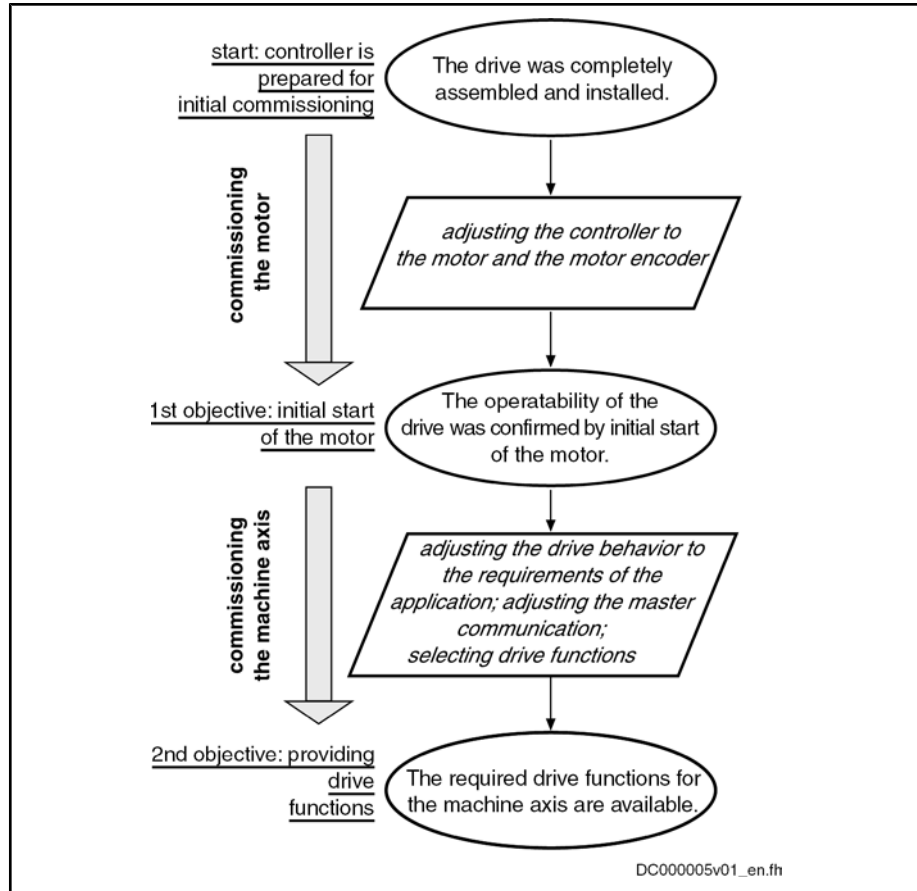 start: controller is
prepared for
initial commissioning
The drive was completely
assembled and installed.
commissioning
the motor
adjusting the controller to
the motor and the motor encoder
1st objective: initial start
of the motor
The operatability of the
drive was confirmed by initial start
of the motor.
commissioning
the machine axis
adjusting the drive behavior to
the requirements of the
application; adjusting the master
communication;
selecting drive functions
2nd objective: providing
drive
functions
The required drive functions for
the machine axis are available.
DC000005v01_en.fh